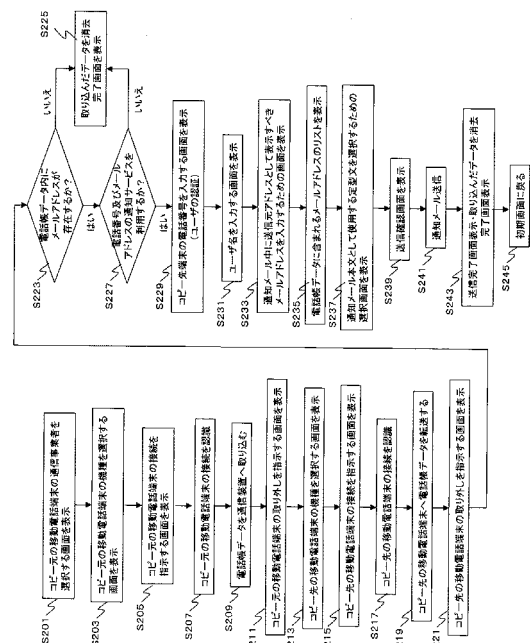 S201
コピー元の移動電話端末の通信事業者を
選択する画面を表示
S203
コピー元の移動電話端末の機種を選択する
画面を表示
S205
コピー元の移動電話端末の接続を
指示する画面を表示
S207
コピー元の移動電話端末の接続を認識
S209
電話帳データを通信装置へ取り込む
211
コピー元の移動電話端末の取り外しを指示する画面を表示
213
コピー先の移動電話端末の機種を選択する画面を表示
215
コピー先の移動電話端末の接続を指示する画面を表示
S217
コピー先の移動電話端末の接続を認識
219
コピー先の移動電話端末へ電話帳データを転送する
21
コピー先の移動電話端末の取り外しを指示する画面を表示
S223
電話帳データ内に
メールアドレスが
存在するか?
いいえ
はい
S225
取り込んだデータを消去
完了画面を表示
S227
電話番号及びメール
アドレスの通知サービスを
利用するか?
いいえ
はい
S229
コピー先端末の電話番号を入力する画面を表示
(ユーザの認証)
S231
ユーザ名を入力する画面を表示
S233
通知メール中に送信元アドレスとして表示すべき
メールアドレスを入力するための画面を表示
S235
電話帳データに含まれるメールアドレスのリストを表示
S237
通知メール本文として使用する定型文を選択するための
選択画面を表示
S239
送信確認画面を表示
S241
通知メール送信
S243
送信完了画面表示・取り込んだデータを消去
完了画面表示
S245
初期画面に戻る